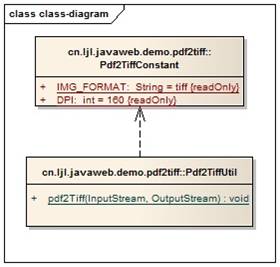 class class-diagram
cn.ljl.javaweb.demo.pdf2tiff::
Pdf2TiffConstant
+ IMG_FORMAT: String = tiff {readOnly}
+ DPI: int = 160 {readOnly}
cn.ljl.javaweb.demo.pdf2tiff::Pdf2TiffUtil
+ pdf2Tiff(InputStream, OutputStream) : void